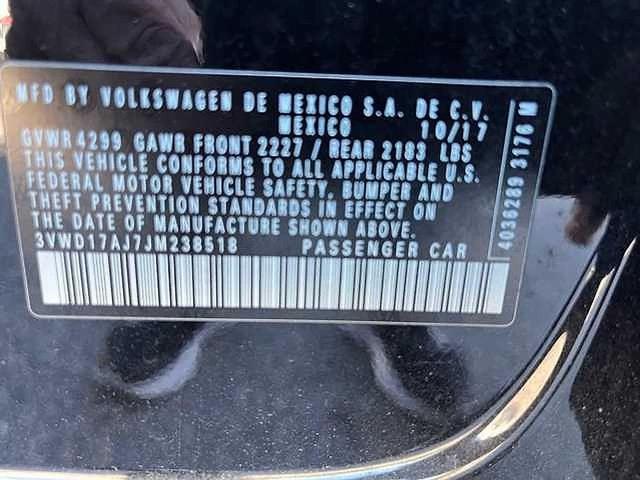 MFD BY VOLKSWAGEN DE MEXICO S.A. DE C.V.
MEXICO 10/17
GVWR 4299 GAWR FRONT 2227 / REAR 2183 LBS
THIS VEHICLE CONFORMS TO ALL APPLICABLE U.S.
FEDERAL MOTOR VEHICLE SAFETY, BUMPER AND
THEFT PREVENTION STANDARDS IN EFFECT ON
THE DATE OF MANUFACTURE SHOWN ABOVE.
3VWD17AJ7JM238518 PASSENGER CAR
4036289 3176 M